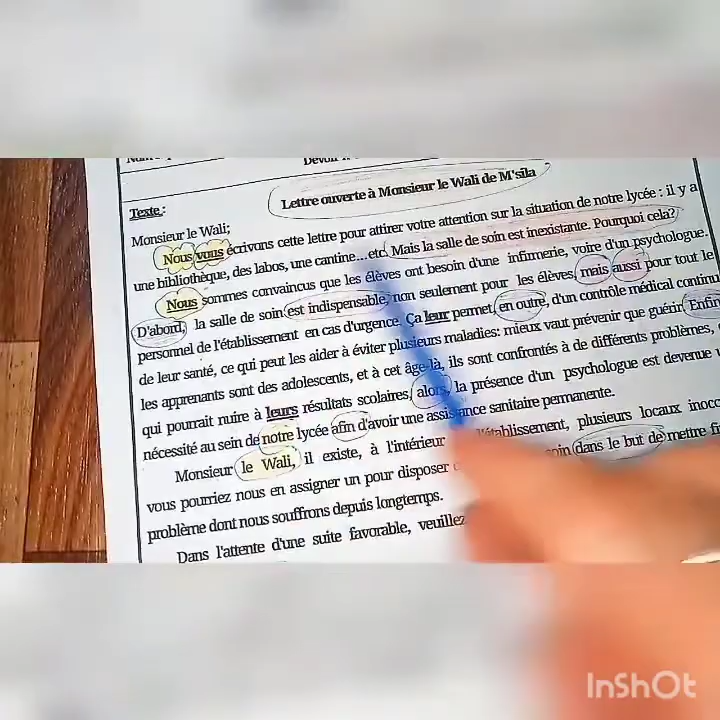 Lettre ouverte à Monsieur le Wali de M'sila
Texte :
Monsieur le Wali;
Nous vous écrivons cette lettre pour attirer votre attention sur la situation de notre lycée : il y a
une bibliothèque, des labos, une cantine...etc. Mais la salle de soin est inexistante. Pourquoi cela?
Nous sommes convaincus que les élèves ont besoin d'une infirmerie, voire d'un psychologue.
D'abord, la salle de soin est indispensable, non seulement pour les élèves, mais aussi pour tout le
personnel de l'établissement en cas d'urgence. Ça leur permet, en outre, d'un contrôle médical
de leur santé, ce qui peut les aider à éviter plusieurs maladies: mieux vaut prévenir que guérir. Enfin
les apprenants sont des adolescents, et à cet âge-là, ils sont confrontés à de différents problèmes,
qui pourrait nuire à leurs résultats scolaires, alors, la présence d'un psychologue est devenue
nécessité au sein de notre lycée afin d'avoir une assistance sanitaire permanente.
Monsieur le Wali, il existe, à l'intérieur l'établissement, plusieurs locaux
vous pourriez nous en assigner un pour disposer dans le but de mettre
problème dont nous souffrons depuis longtemps.
Dans l'attente d'une suite favorable, veuillez
InShOt